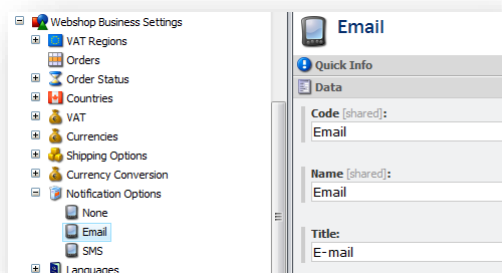 Webshop Business Settings
VAT Regions
Orders
Order Status
Countries
VAT
Currencies
Shipping Options
Currency Conversion
Notification Options
None
Email
SMS
Languages
Email
Quick Info
Data
Code [shared]:
Email
Name [shared]:
Email
Title:
E-mail